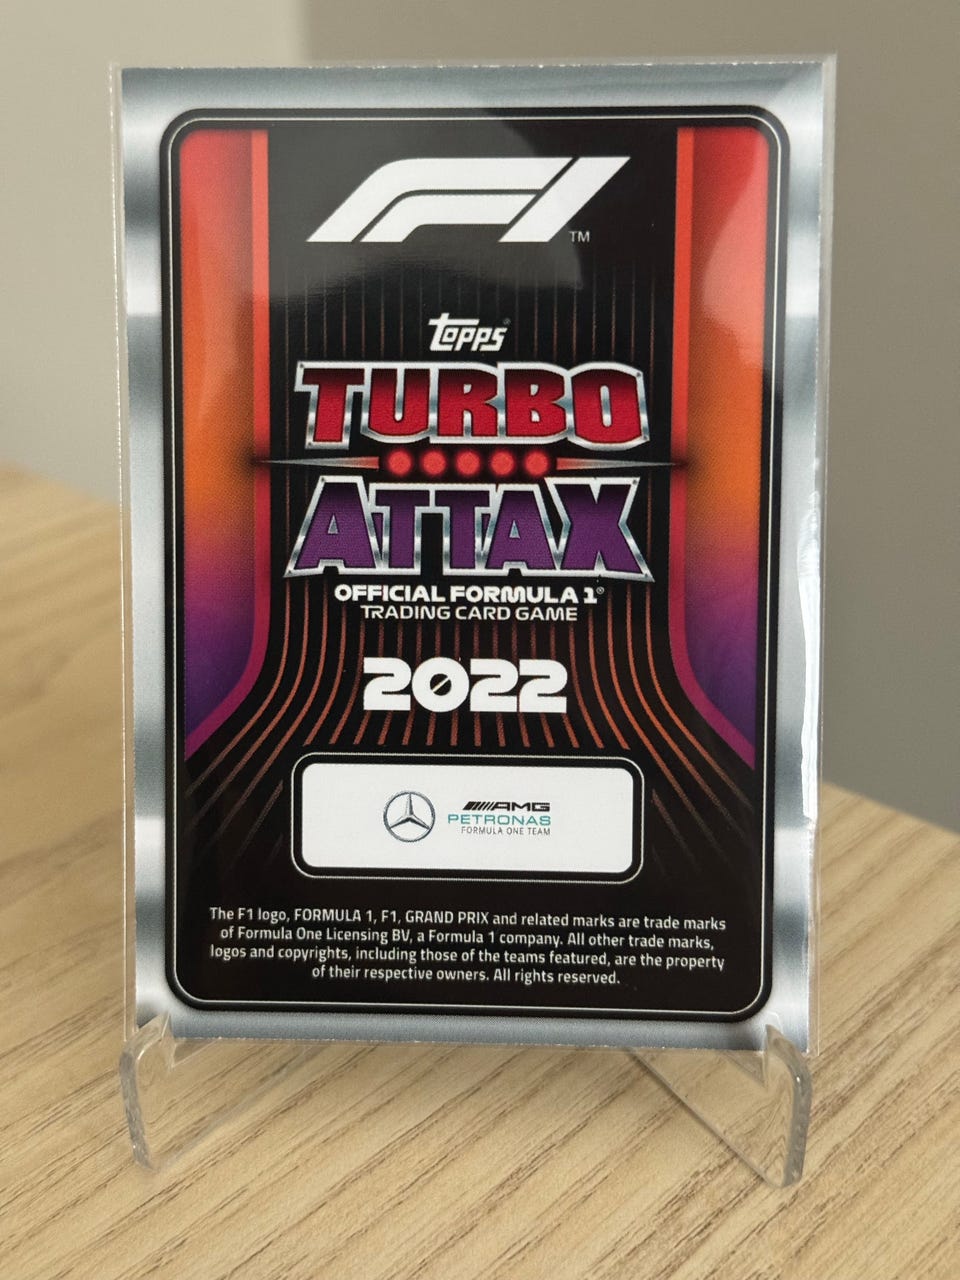 F1
TM
topps®
TURBO
ATTAX
OFFICIAL FORMULA 1®
TRADING CARD GAME
2022
AMG
PETRONAS
FORMULA ONE TEAM
The F1 logo, FORMULA 1, F1, GRAND PRIX and related marks are trade marks
of Formula One Licensing BV, a Formula 1 company. All other trade marks,
logos and copyrights, including those of the teams featured, are the property
of their respective owners. All rights reserved.